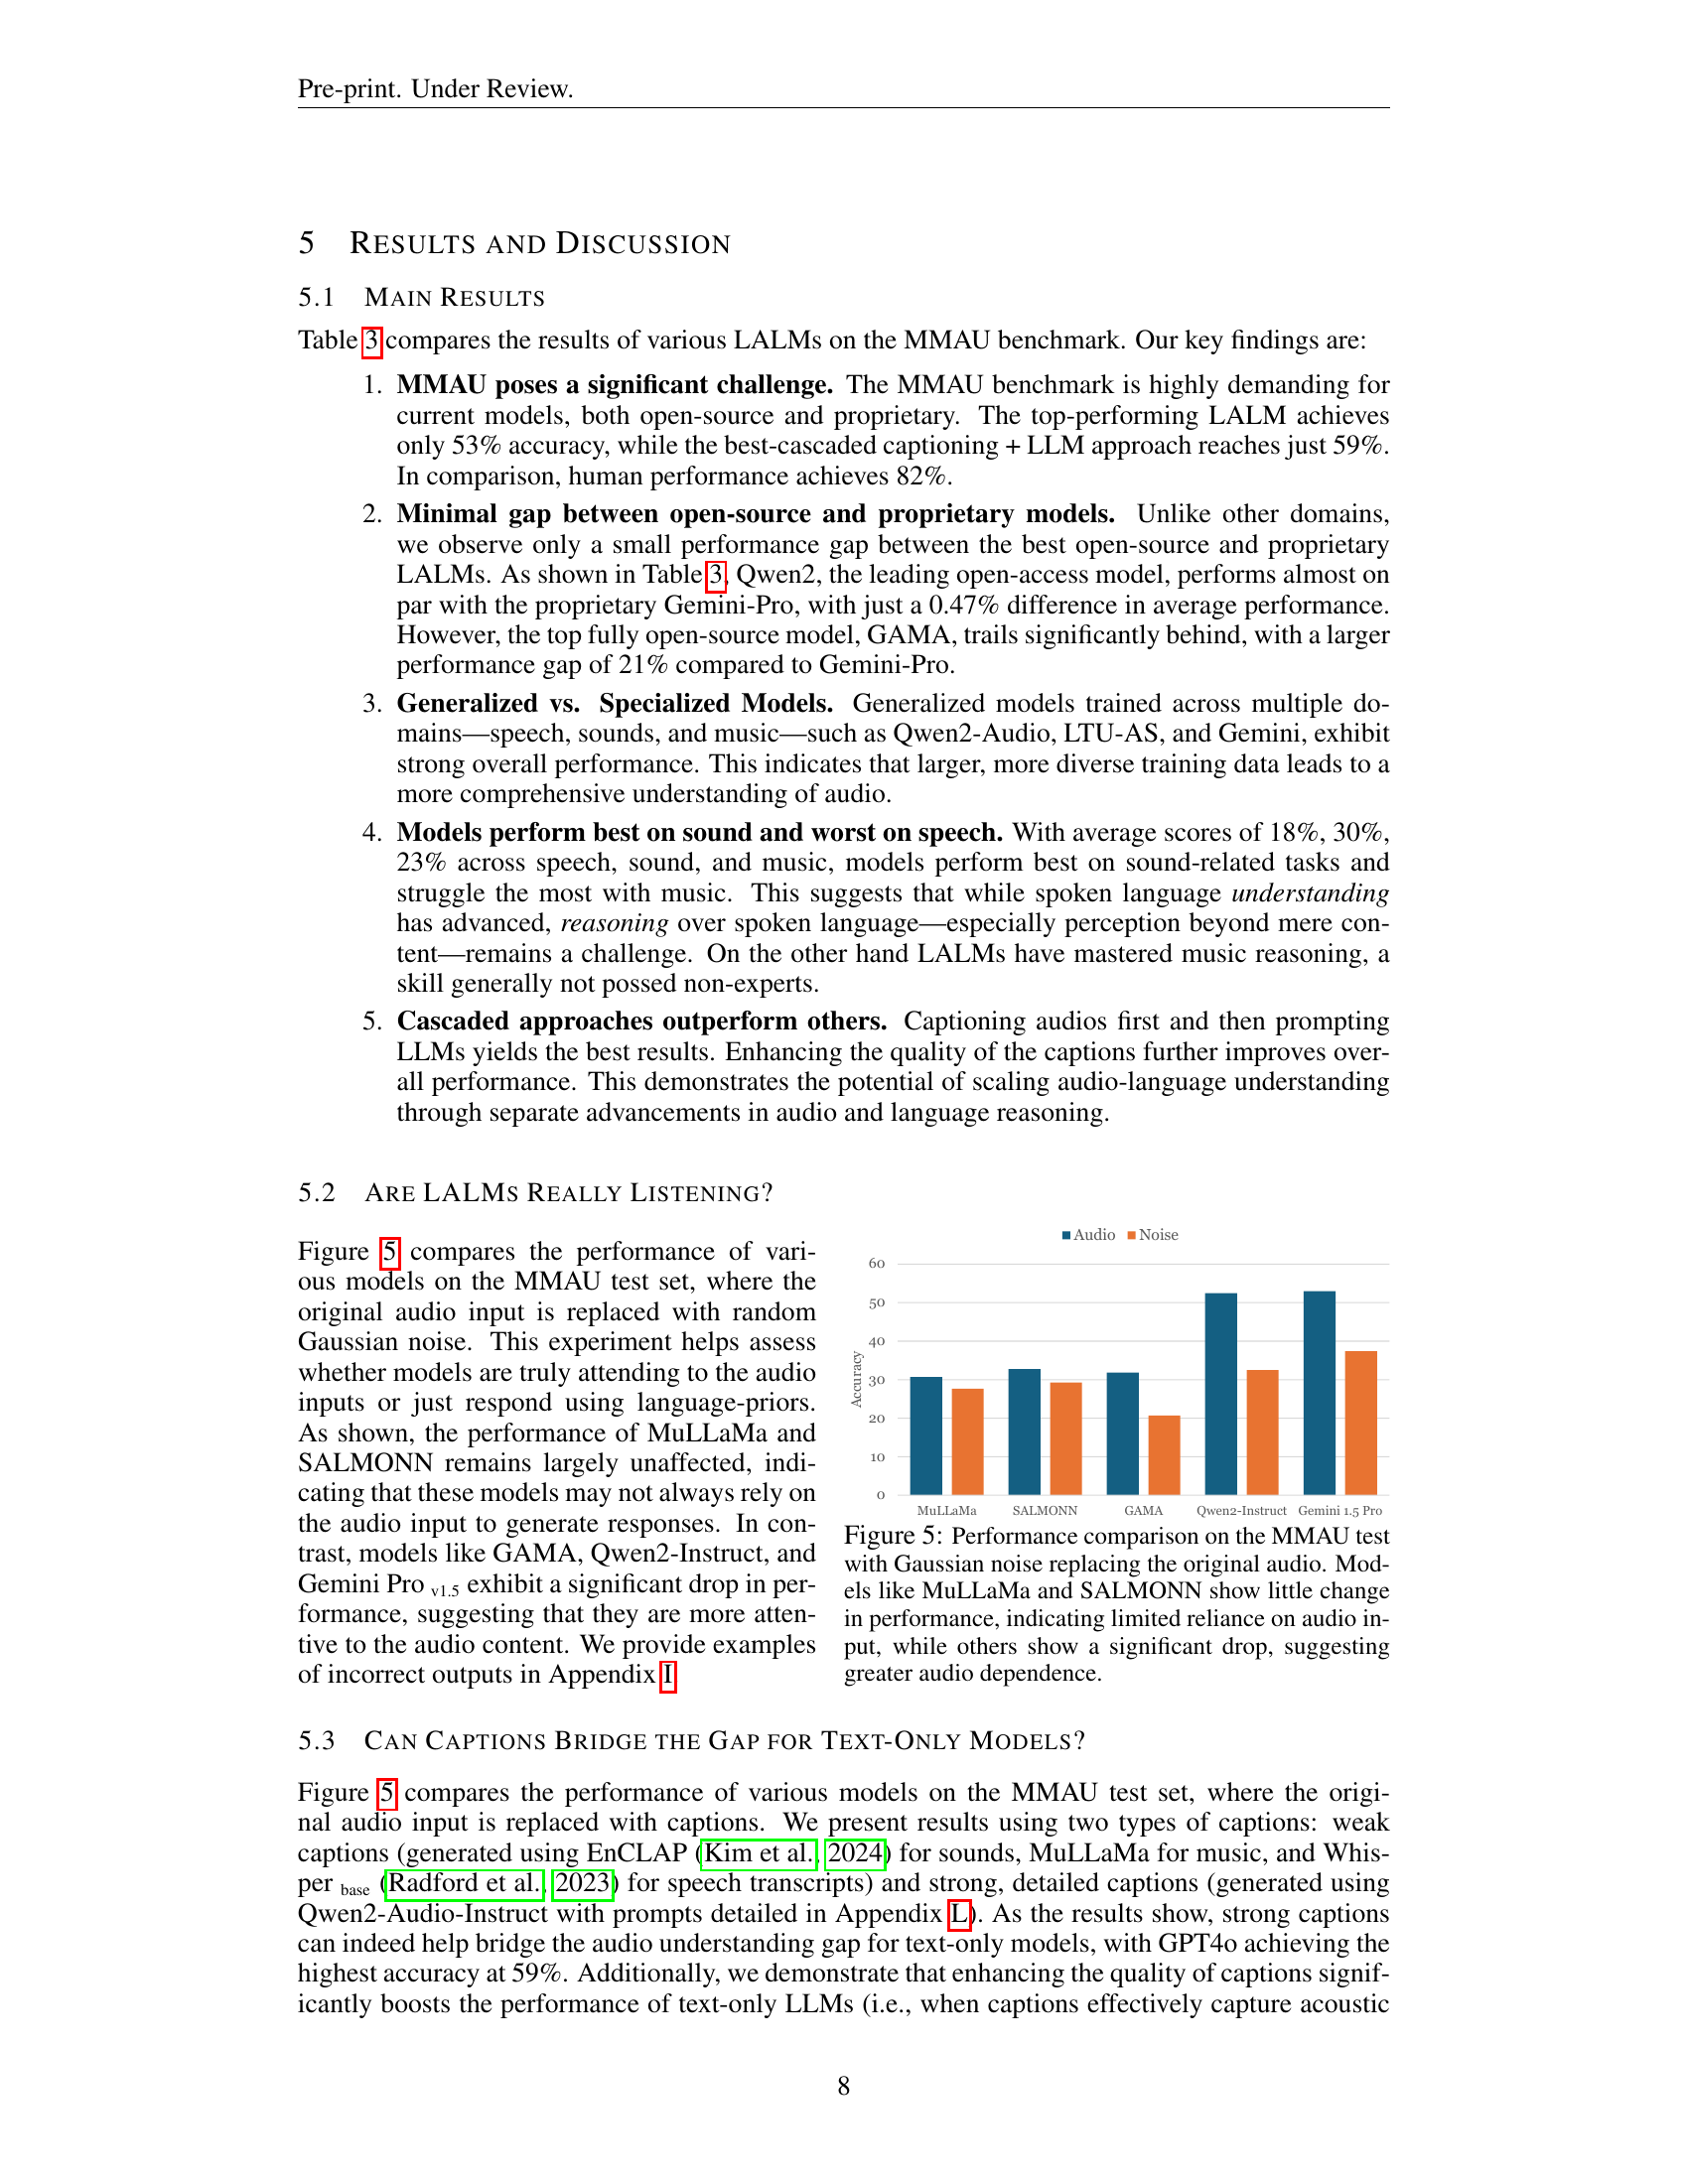 Pre-print. Under Review.
5 RESULTS AND DISCUSSION
5.1 MAIN RESULTS
Table 3 compares the results of various LALMs on the MMAU benchmark. Our key findings are:
1. MMAU poses a significant challenge. The MMAU benchmark is highly demanding for
current models, both open-source and proprietary. The top-performing LALM achieves
only 53% accuracy, while the best-cascaded captioning + LLM approach reaches just 59%.
In comparison, human performance achieves 82%.
2. Minimal gap between open-source and proprietary models. Unlike other domains,
we observe only a small performance gap between the best open-source and proprietary
LALMs. As shown in Table 3, Qwen2, the leading open-access model, performs almost on
par with the proprietary Gemini-Pro, with just a 0.47% difference in average performance.
However, the top fully open-source model, GAMA, trails significantly behind, with a larger
performance gap of 21% compared to Gemini-Pro.
3. Generalized vs. Specialized Models. Generalized models trained across multiple do-
mains—speech, sounds, and music—such as Qwen2-Audio, LTU-AS, and Gemini, exhibit
strong overall performance. This indicates that larger, more diverse training data leads to a
more comprehensive understanding of audio.
4. Models perform best on sound and worst on speech. With average scores of 18%, 30%,
23% across speech, sound, and music, models perform best on sound-related tasks and
struggle the most with music. This suggests that while spoken language understanding
has advanced, reasoning over spoken language—especially perception beyond mere con-
tent—remains a challenge. On the other hand LALMs have mastered music reasoning, a
skill generally not possed non-experts.
5. Cascaded approaches outperform others. Captioning audios first and then prompting
LLMs yields the best results. Enhancing the quality of the captions further improves over-
all performance. This demonstrates the potential of scaling audio-language understanding
through separate advancements in audio and language reasoning.
5.2 ARE LALMS REALLY LISTENING?
Figure 5 compares the performance of vari-
ous models on the MMAU test set, where the
original audio input is replaced with random
Gaussian noise. This experiment helps assess
whether models are truly attending to the audio
inputs or just respond using language-priors.
As shown, the performance of MuLLaMa and
SALMONN remains largely unaffected, indi-
cating that these models may not always rely on
the audio input to generate responses. In con-
trast, models like GAMA, Qwen2-Instruct, and
Gemini Pro v1.5 exhibit a significant drop in per-
formance, suggesting that they are more atten-
tive to the audio content. We provide examples
of incorrect outputs in Appendix I
Audio Noise
60
50
40
30
20
10
0
Accuracy
MuLLaMa SALMONN GAMA Qwen2-Instruct Gemini 1.5 Pro
Figure 5: Performance comparison on the MMAU test
with Gaussian noise replacing the original audio. Mod-
els like MuLLaMa and SALMONN show little change
in performance, indicating limited reliance on audio in-
put, while others show a significant drop, suggesting
greater audio dependence.
5.3 CAN CAPTIONS BRIDGE THE GAP FOR TEXT-ONLY MODELS?
Figure 5 compares the performance of various models on the MMAU test set, where the origi-
nal audio input is replaced with captions. We present results using two types of captions: weak
captions (generated using EnCLAP (Kim et al., 2024) for sounds, MuLLaMa for music, and Whis-
per base (Radford et al., 2023) for speech transcripts) and strong, detailed captions (generated using
Qwen2-Audio-Instruct with prompts detailed in Appendix L). As the results show, strong captions
can indeed help bridge the audio understanding gap for text-only models, with GPT4o achieving the
highest accuracy at 59%. Additionally, we demonstrate that enhancing the quality of captions signif-
icantly boosts the performance of text-only LLMs (i.e., when captions effectively capture acoustic
8